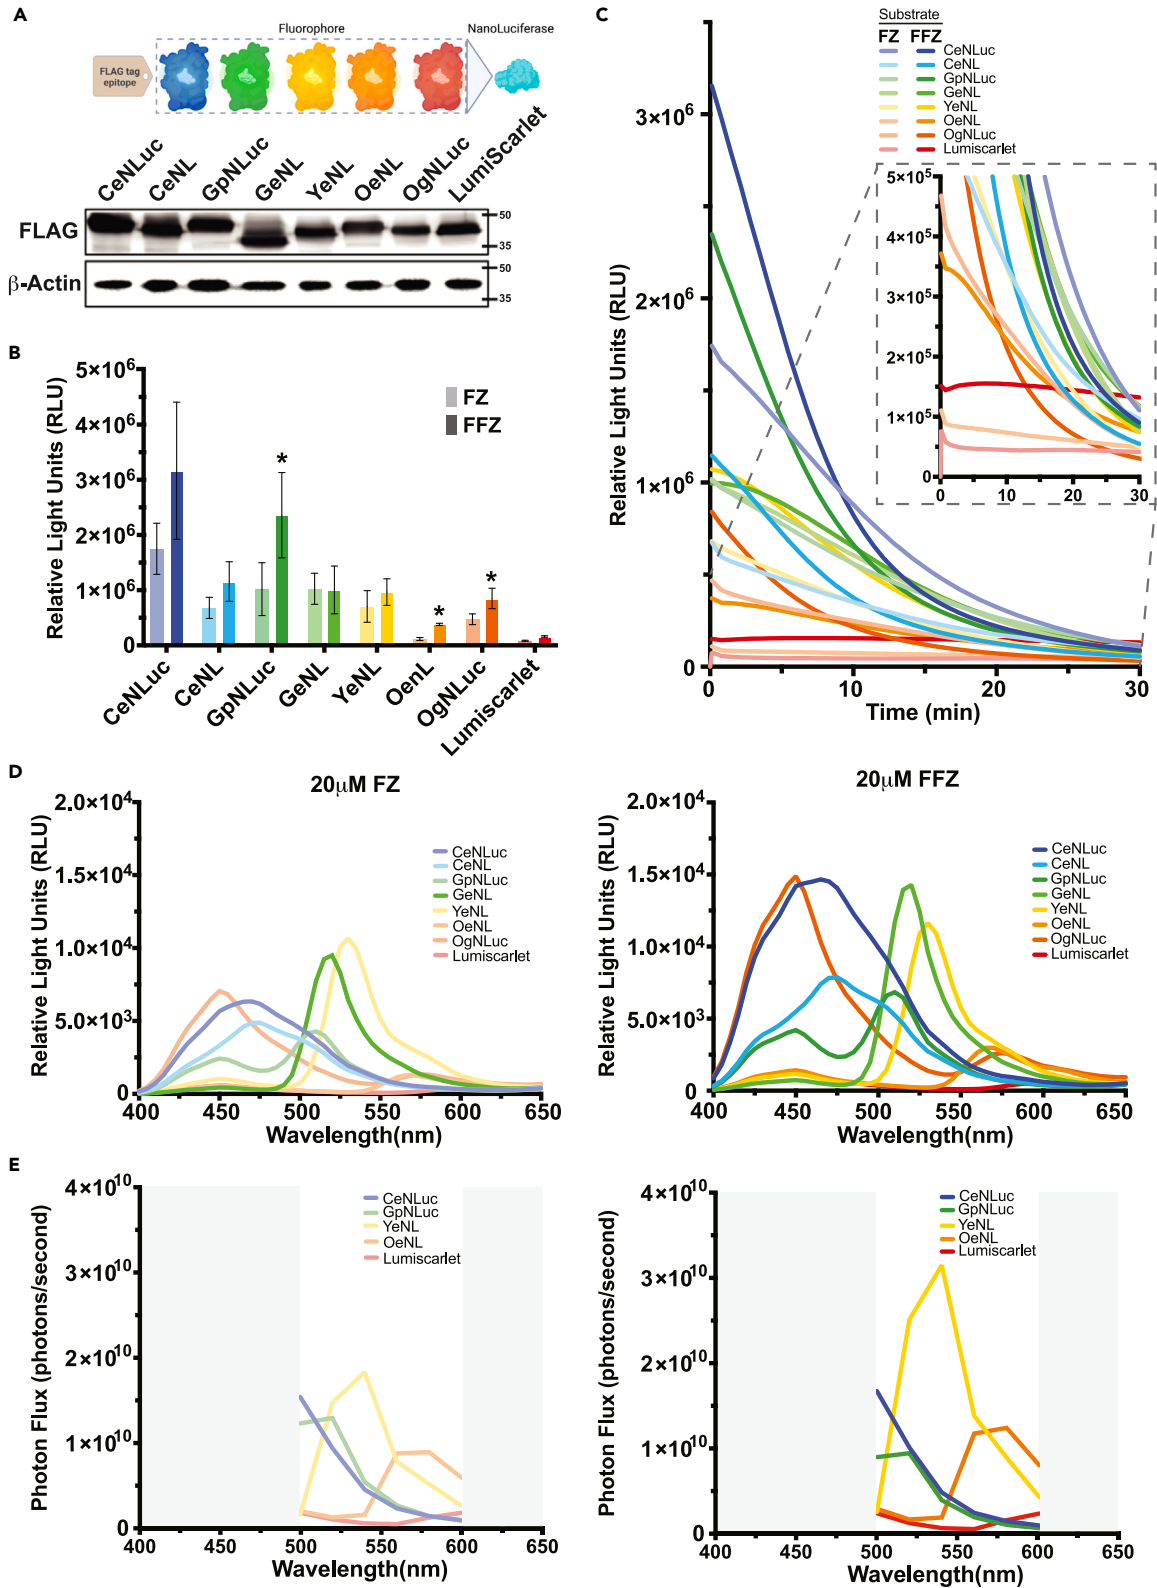 A
Fluorophore
NanoLuciferase
FLAG tag
epitope
CeNLuc
CeNL
GpNLuc
GeNL
YeNL
OeNL
OgNLuc
LumiScarlet
FLAG
50
35
β-Actin
50
35
B
Relative Light Units (RLU)
5×10⁶
4×10⁶
3×10⁶
2×10⁶
1×10⁶
0
FZ
FFZ
*
*
*
CeNLuc
CeNL
GpNLuc
GeNL
YeNL
OenL
OgNLuc
Lumiscarlet
C
Substrate
FZ FFZ
CeNLuc
CeNL
GpNLuc
GeNL
YeNL
OeNL
OgNLuc
Lumiscarlet
Relative Light Units (RLU)
3×10⁶
2×10⁶
1×10⁶
0
0 10 20 30
Time (min)
5×10⁵
4×10⁵
3×10⁵
2×10⁵
1×10⁵
0
0 10 20 30
D
20μM FZ
Relative Light Units (RLU)
2.0×10⁴
1.5×10⁴
1.0×10⁴
5.0×10³
0
400 450 500 550 600 650
Wavelength(nm)
CeNLuc
CeNL
GpNLuc
GeNL
YeNL
OeNL
OgNLuc
Lumiscarlet
20μM FFZ
Relative Light Units (RLU)
2.0×10⁴
1.5×10⁴
1.0×10⁴
5.0×10³
0
400 450 500 550 600 650
Wavelength(nm)
CeNLuc
CeNL
GpNLuc
GeNL
YeNL
OeNL
OgNLuc
Lumiscarlet
E
Photon Flux (photons/second)
4×10¹⁰
3×10¹⁰
2×10¹⁰
1×10¹⁰
0
400 450 500 550 600 650
Wavelength(nm)
CeNLuc
GpNLuc
YeNL
OeNL
Lumiscarlet
Photon Flux (photons/second)
4×10¹⁰
3×10¹⁰
2×10¹⁰
1×10¹⁰
0
400 450 500 550 600 650
Wavelength(nm)
CeNLuc
GpNLuc
YeNL
OeNL
Lumiscarlet